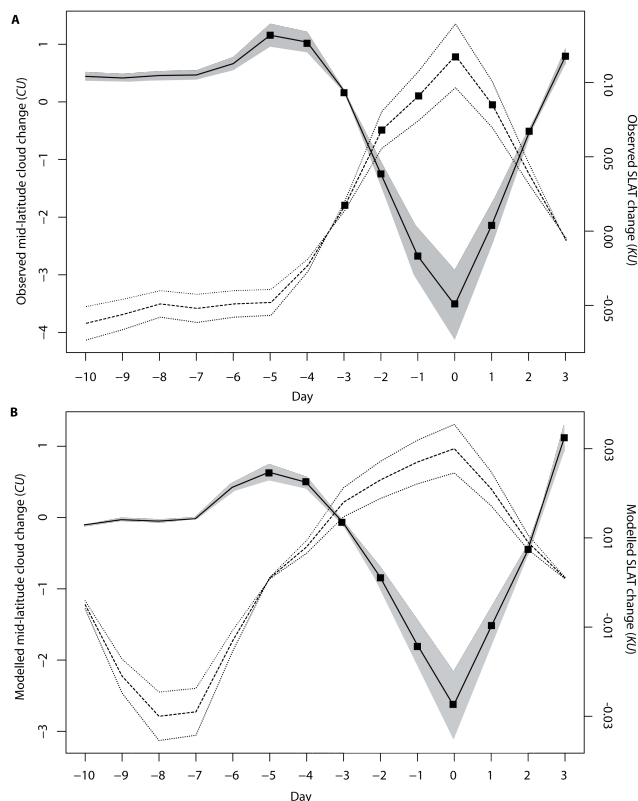 A
Observed mid-latitude cloud change (CU)
1
0
−1
−2
−3
−4
0.10
0.05
0.00
-0.05
Observed SLAT change (KU)
−10 −9 −8 −7 −6 −5 −4 −3 −2 −1 0 1 2 3
Day
B
Modelled mid-latitude cloud change (CU)
1
0
−1
−2
−3
0.03
0.01
-0.01
-0.03
Modelled SLAT change (KU)
−10 −9 −8 −7 −6 −5 −4 −3 −2 −1 0 1 2 3
Day